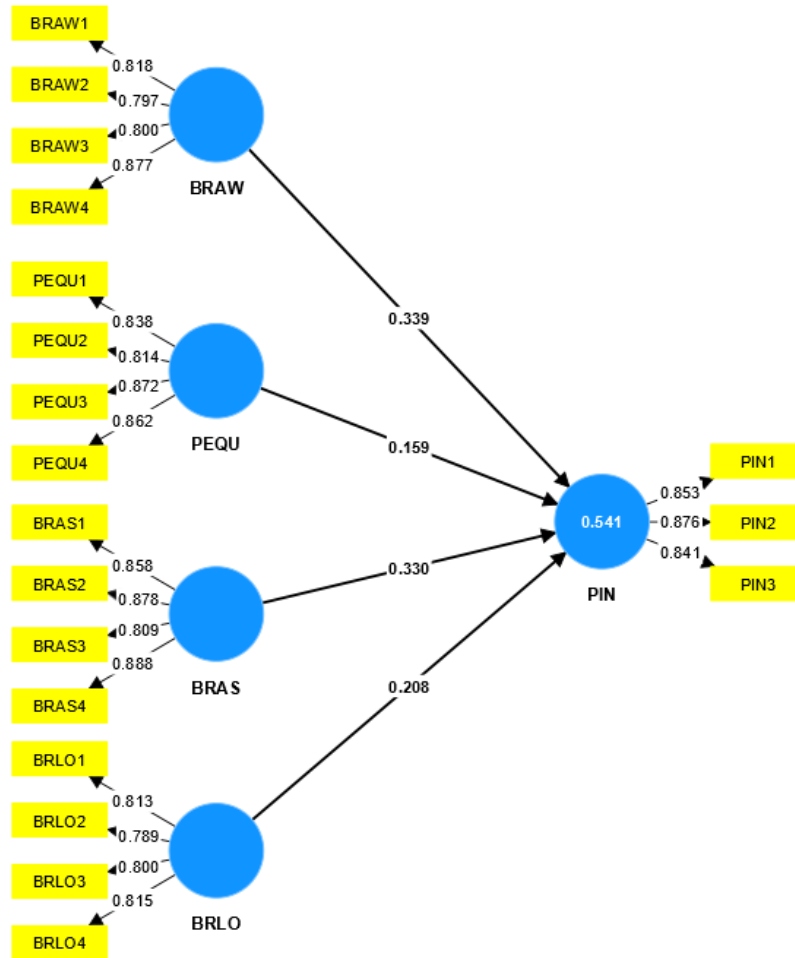 BRAW1
0.818
BRAW2
0.797
0.800
BRAW3
0.877
BRAW
BRAW4
PEQU1
0.838
PEQU2
0.814
0.872
PEQU3
0.862
PEQU
PEQU4
BRAS1
0.858
BRAS2
0.878
0.809
BRAS3
0.888
BRAS
BRAS4
BRLO1
0.813
BRLO2
0.789
0.800
BRLO3
0.815
BRLO
BRLO4
0.339
0.159
0.330
0.208
0.541
PIN
0.853
PIN1
0.876
PIN2
0.841
PIN3